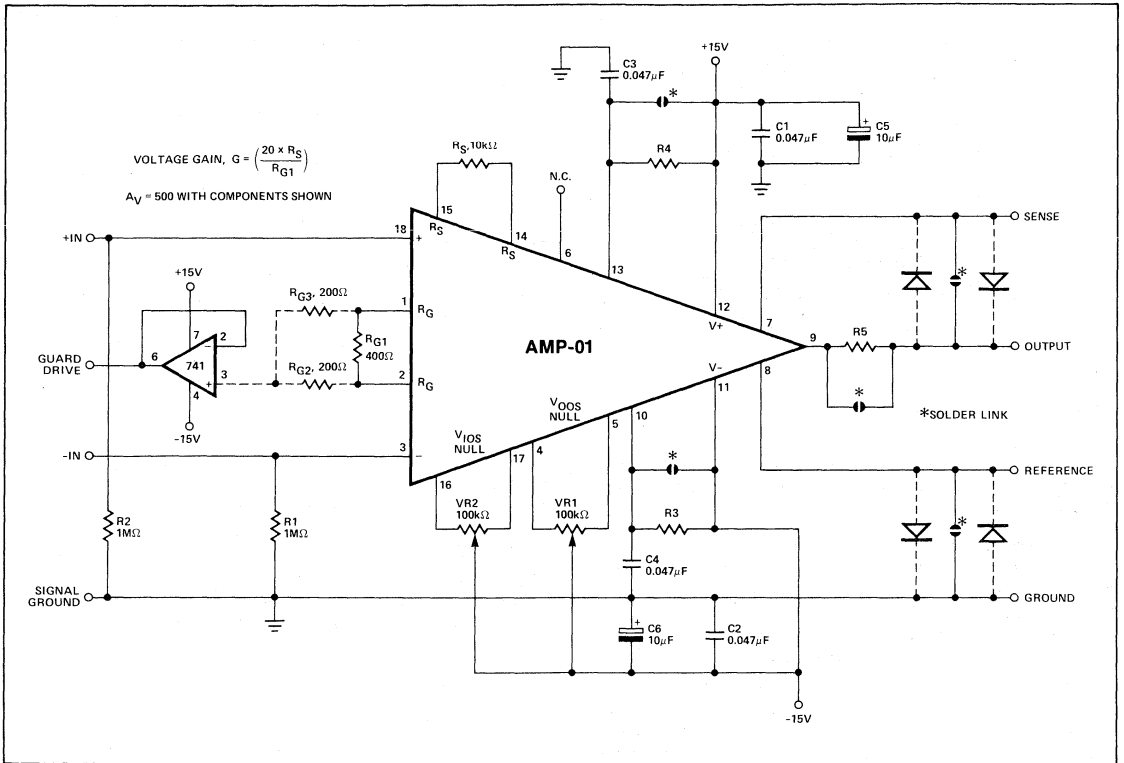 +15V
C3
0.047µF
*
C1
0.047µF
+
C5
10µF
VOLTAGE GAIN, G = (20 × RS / RG1)
AV = 500 WITH COMPONENTS SHOWN
RS, 10kΩ
R4
N.C.
15
RS
14
RS
6
13
12
V+
+IN
18
+
SENSE
+15V
7
2
−
6
741
3
+
4
-15V
GUARD
DRIVE
RG3, 200Ω
RG1
400Ω
RG2, 200Ω
1
RG
2
RG
AMP-01
7
*
9
R5
OUTPUT
8
*
*SOLDER LINK
V-
11
10
VOOS
NULL
5
4
VIOS
NULL
17
16
-IN
3
−
*
REFERENCE
VR2
100kΩ
VR1
100kΩ
R3
*
R2
1MΩ
R1
1MΩ
C4
0.047µF
SIGNAL
GROUND
GROUND
+
C6
10µF
C2
0.047µF
-15V